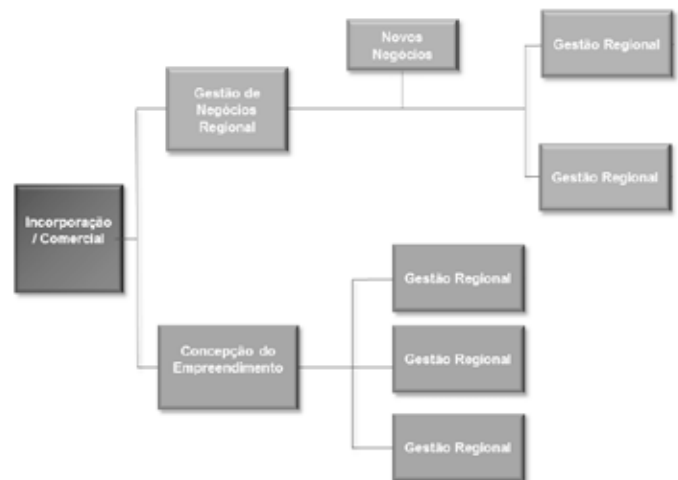 Novos
Negócios
Gestão Regional
Gestão de
Negócios
Regional
Gestão Regional
Incorporação
/ Comercial
Gestão Regional
Concepção do
Empreendimento
Gestão Regional
Gestão Regional